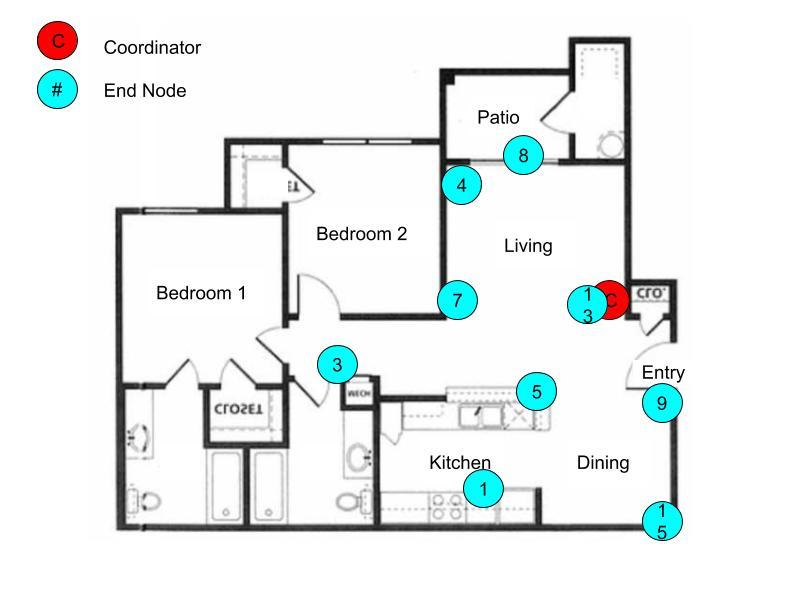 C
Coordinator
#
End Node
Patio
8
4
ET
Bedroom 2
Living
Bedroom 1
7
13
C
CLO.
3
Entry
MECH
5
9
CLOSET
Kitchen
Dining
1
15